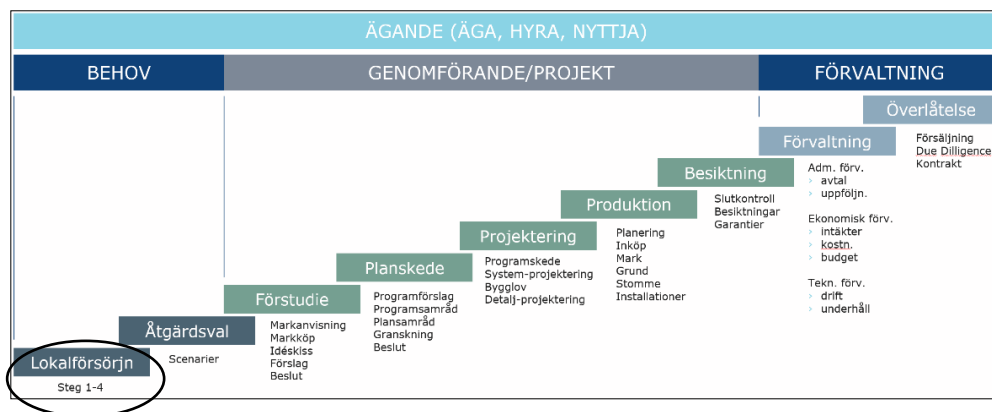 ÄGANDE (ÄGA, HYRA, NYTTJA)
BEHOV
GENOMFÖRANDE/PROJEKT
FÖRVALTNING
Överlåtelse
Försäljning
Due Dilligence
Kontrakt
Förvaltning
Adm. förv.
› avtal
› uppföljn.
Ekonomisk förv.
› intäkter
› kostn.
› budget
Tekn. förv.
› drift
› underhåll
Besiktning
Slutkontroll
Besiktningar
Garantier
Produktion
Planering
Inköp
Mark
Grund
Stomme
Installationer
Projektering
Programskede
System-projektering
Bygglov
Detalj-projektering
Planskede
Programförslag
Programsamråd
Plansamråd
Granskning
Beslut
Förstudie
Markanvisning
Markköp
Idéskiss
Förslag
Beslut
Åtgärdsval
Scenarier
Lokalförsörjn
Steg 1-4